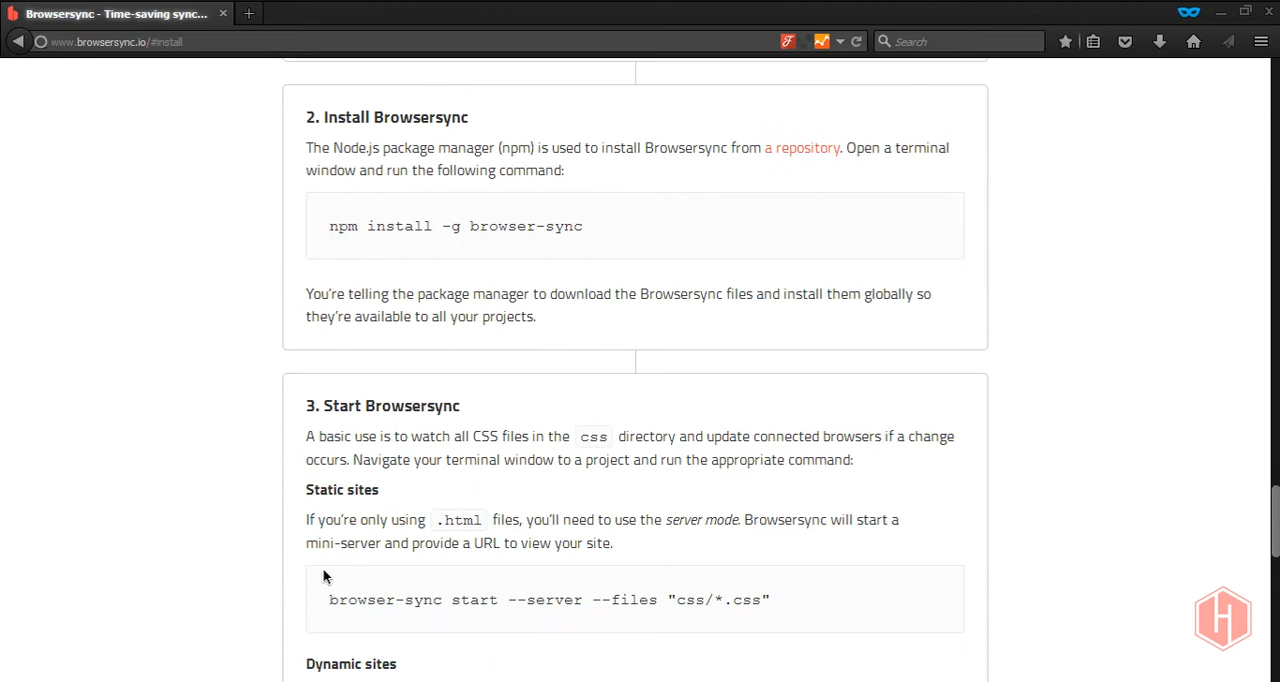 Browsersync - Time-saving sync...
www.browsersync.io/#install
Search
2. Install Browsersync
The Node.js package manager (npm) is used to install Browsersync from a repository. Open a terminal
window and run the following command:
npm install -g browser-sync
You're telling the package manager to download the Browsersync files and install them globally so
they're available to all your projects.
3. Start Browsersync
A basic use is to watch all CSS files in the css directory and update connected browsers if a change
occurs. Navigate your terminal window to a project and run the appropriate command:
Static sites
If you're only using .html files, you'll need to use the server mode. Browsersync will start a
mini-server and provide a URL to view your site.
browser-sync start --server --files "css/*.css"
H
Dynamic sites